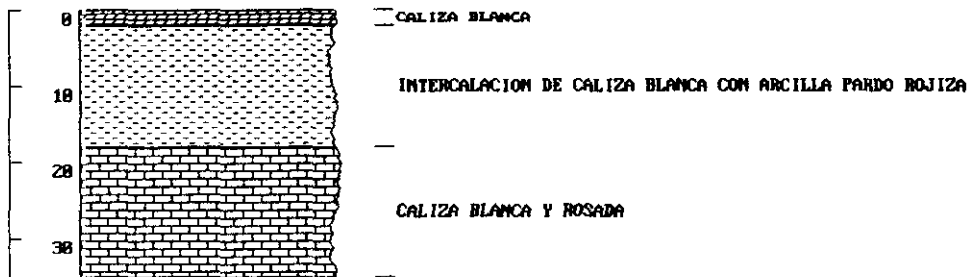 0 CALIZA BLANCA
10 INTERCALACION DE CALIZA BLANCA CON ARCILLA PARDO ROJIZA
20
CALIZA BLANCA Y ROSADA
30